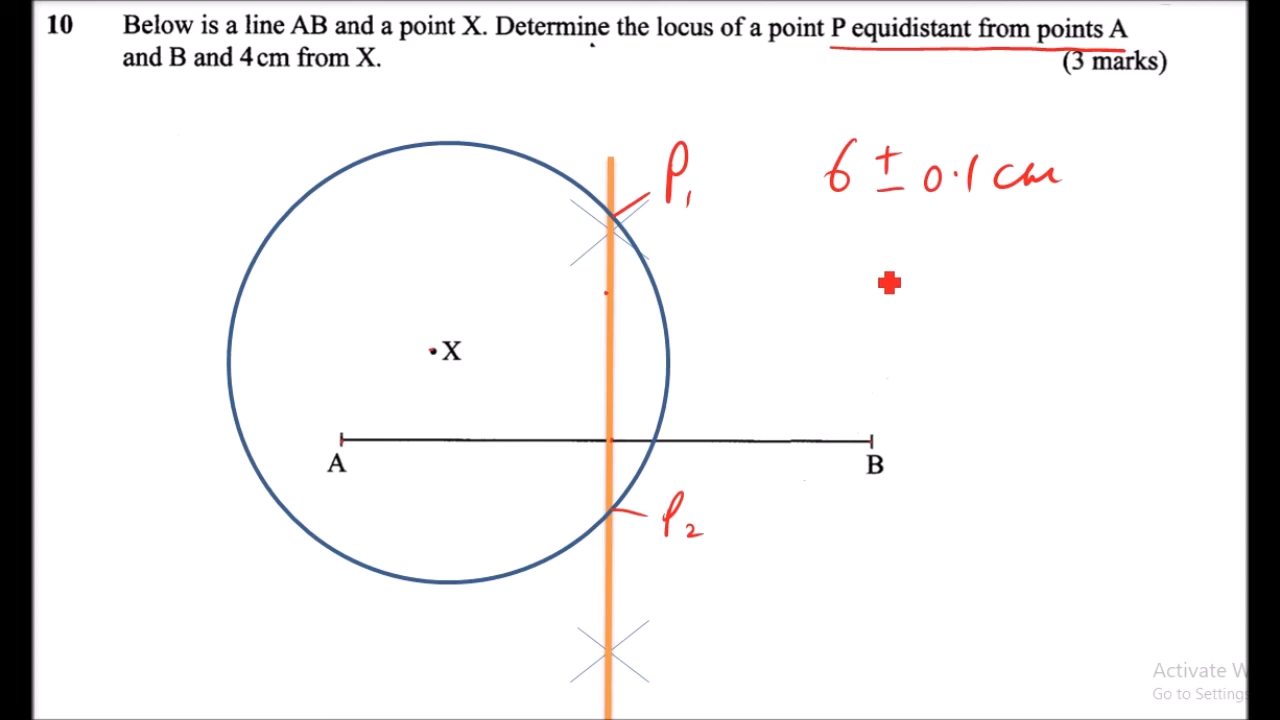 10 Below is a line AB and a point X. Determine the locus of a point P equidistant from points A
and B and 4 cm from X.
(3 marks)
P₁
6 ± 0.1 cm
X
A
B
P₂
Activate W
Go to Settings